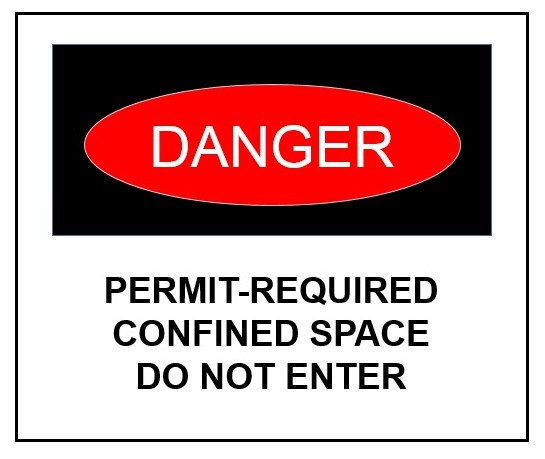 DANGER
PERMIT-REQUIRED
CONFINED SPACE
DO NOT ENTER